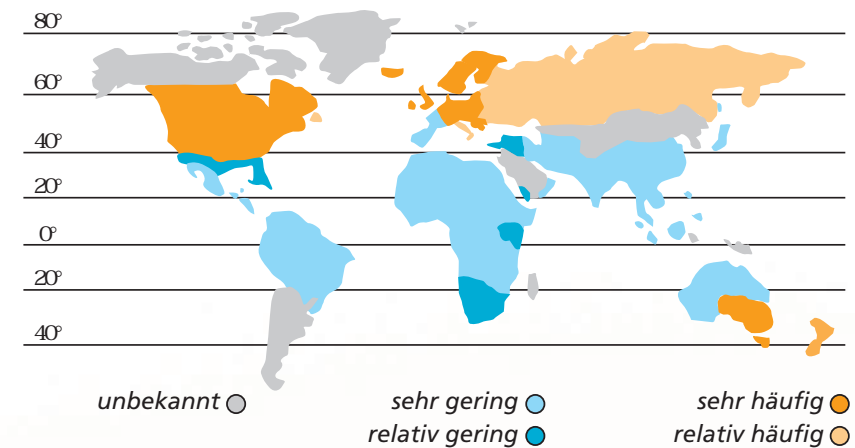 80°
60°
40°
20°
0°
20°
40°
unbekannt
sehr gering
sehr häufig
relativ gering
relativ häufig